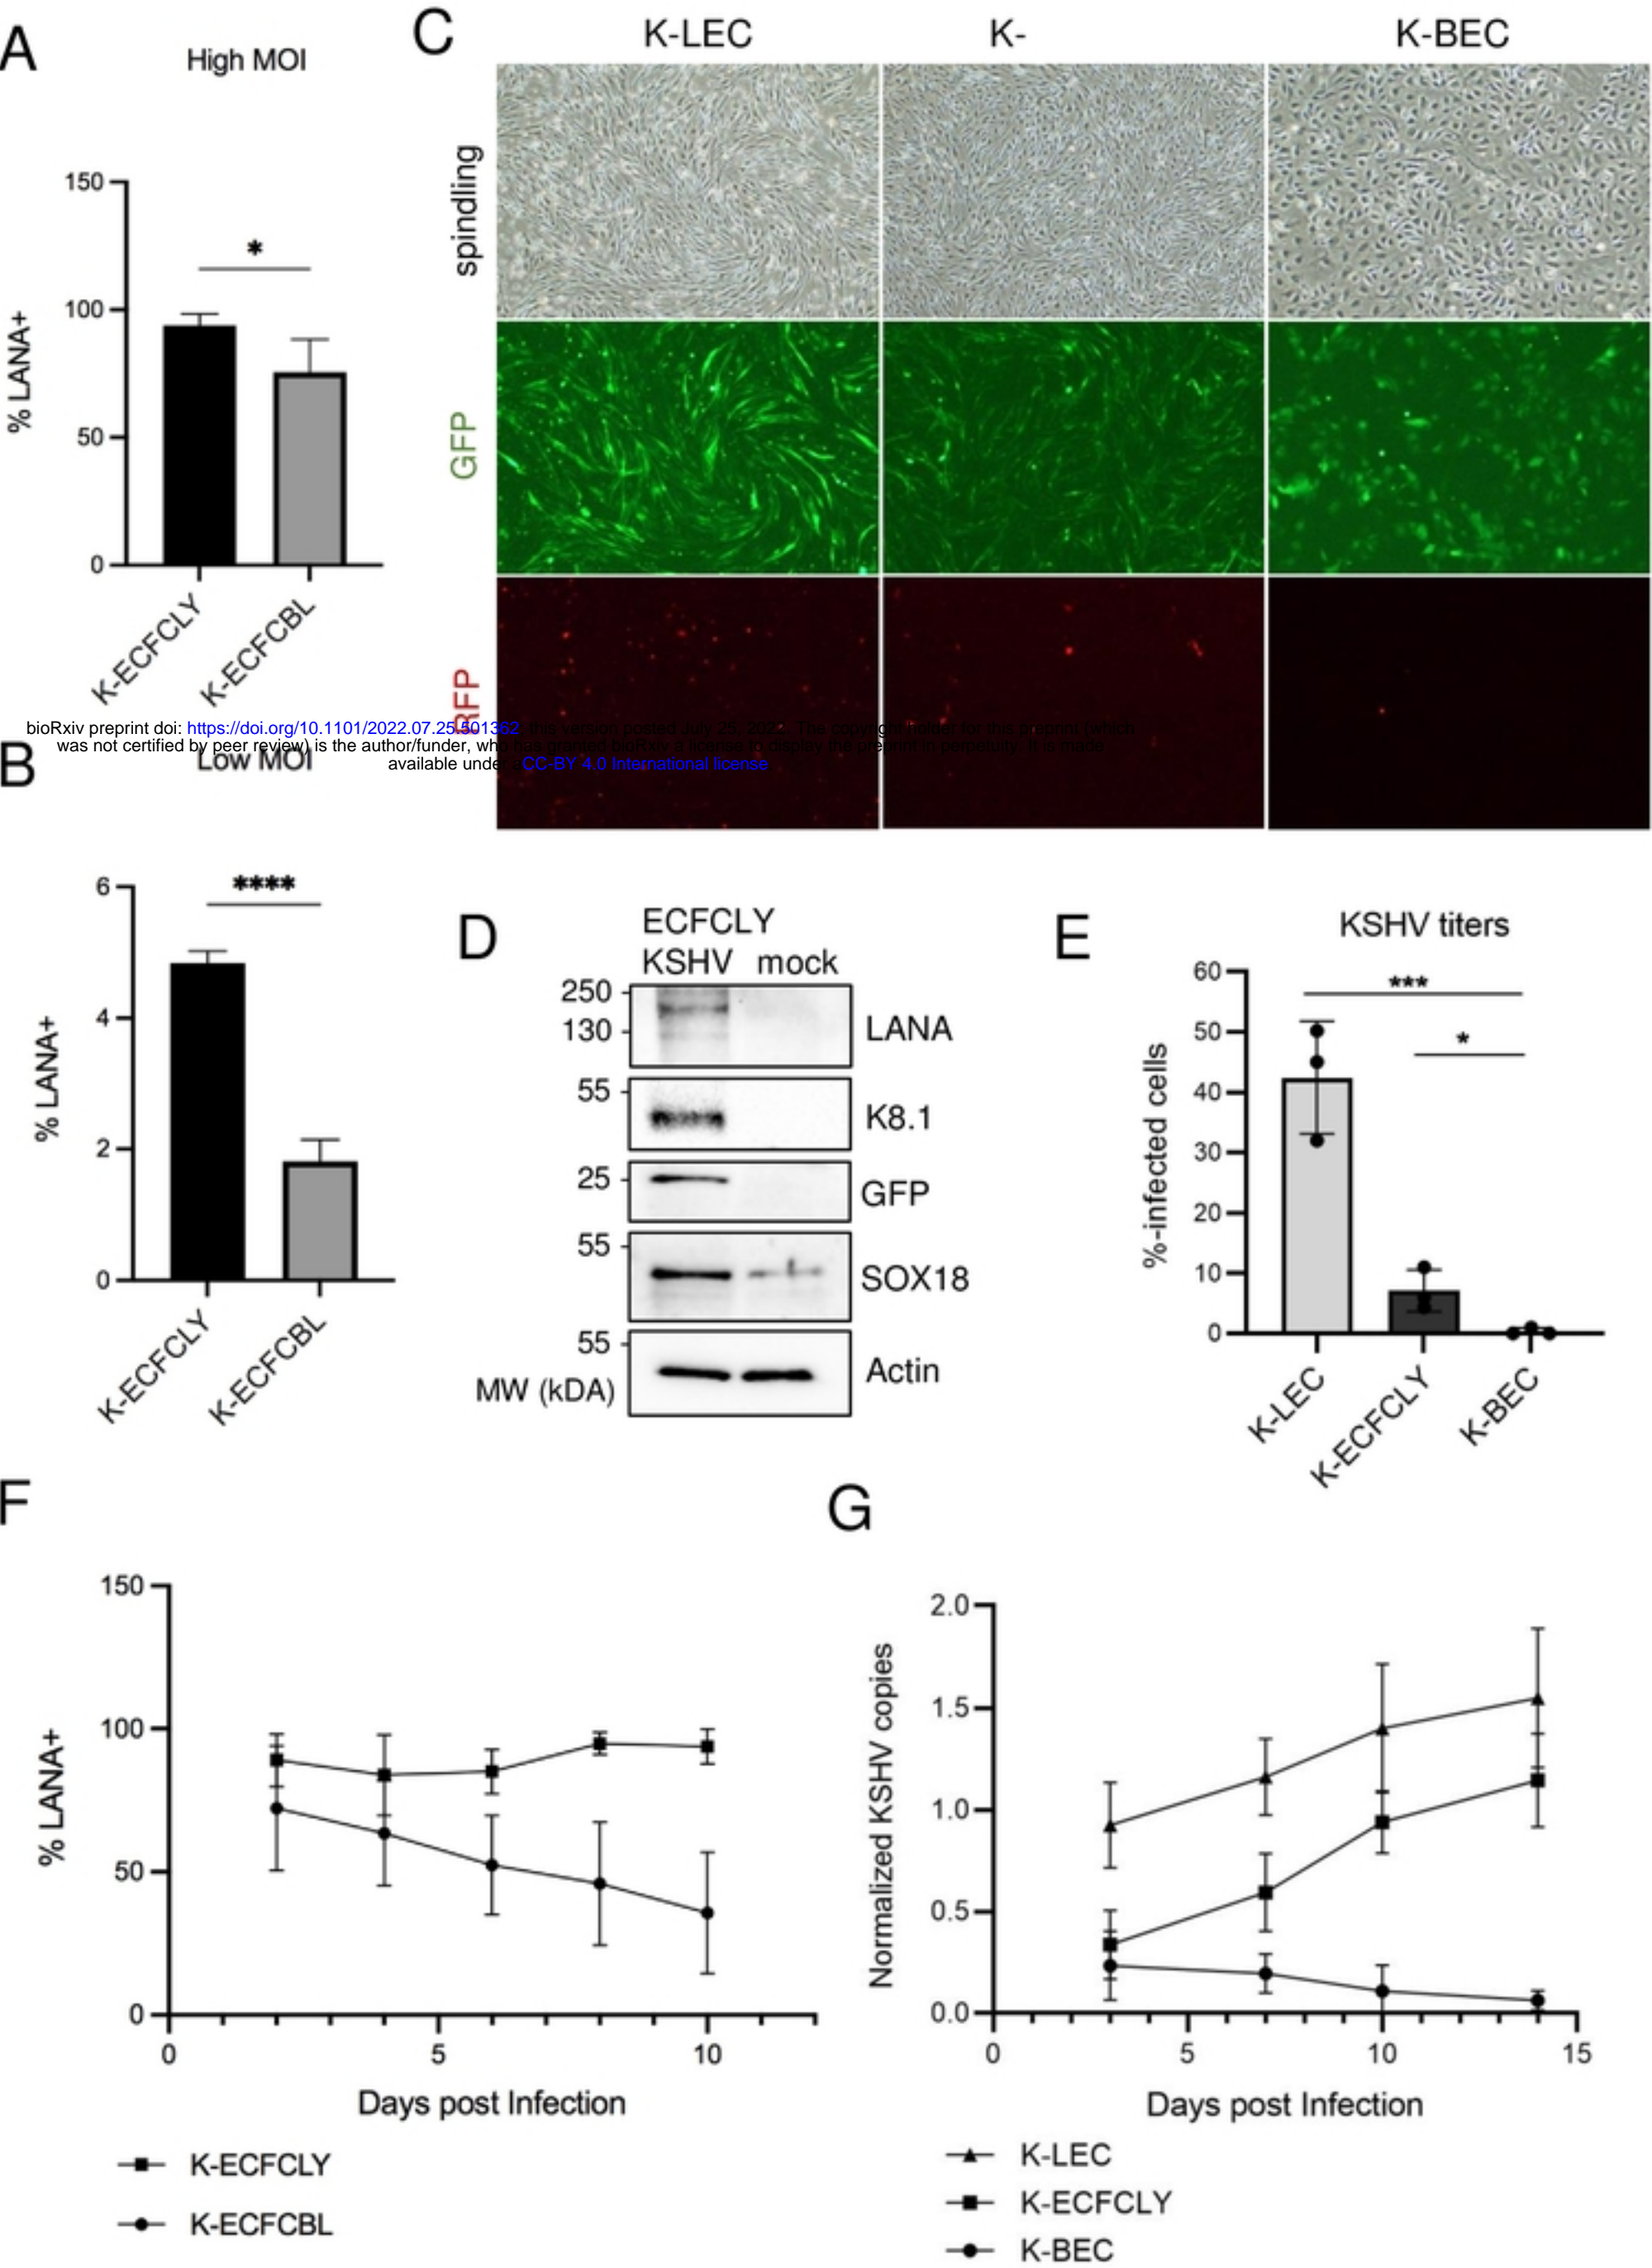 A
High MOI
150
100
50
0
% LANA+
*
K-ECFCLY
K-ECFCBL
C
K-LEC
K-
K-BEC
spindling
GFP
RFP
bioRxiv preprint doi: https://doi.org/10.1101/2022.07.25.501362; this version posted July 25, 2022. The copyright holder for this preprint (which
was not certified by peer review) is the author/funder, who has granted bioRxiv a license to display the preprint in perpetuity. It is made
available under aCC-BY 4.0 International license
B
Low MOI
6
4
2
0
% LANA+
****
K-ECFCLY
K-ECFCBL
D
ECFCLY
KSHV mock
250
130
LANA
55
K8.1
25
GFP
55
SOX18
55
Actin
MW (kDA)
E
KSHV titers
60
50
40
30
20
10
0
%-infected cells
***
*
K-LEC
K-ECFCLY
K-BEC
F
150
100
50
0
% LANA+
0 5 10
Days post Infection
K-ECFCLY
K-ECFCBL
G
2.0
1.5
1.0
0.5
0.0
Normalized KSHV copies
0 5 10 15
Days post Infection
K-LEC
K-ECFCLY
K-BEC